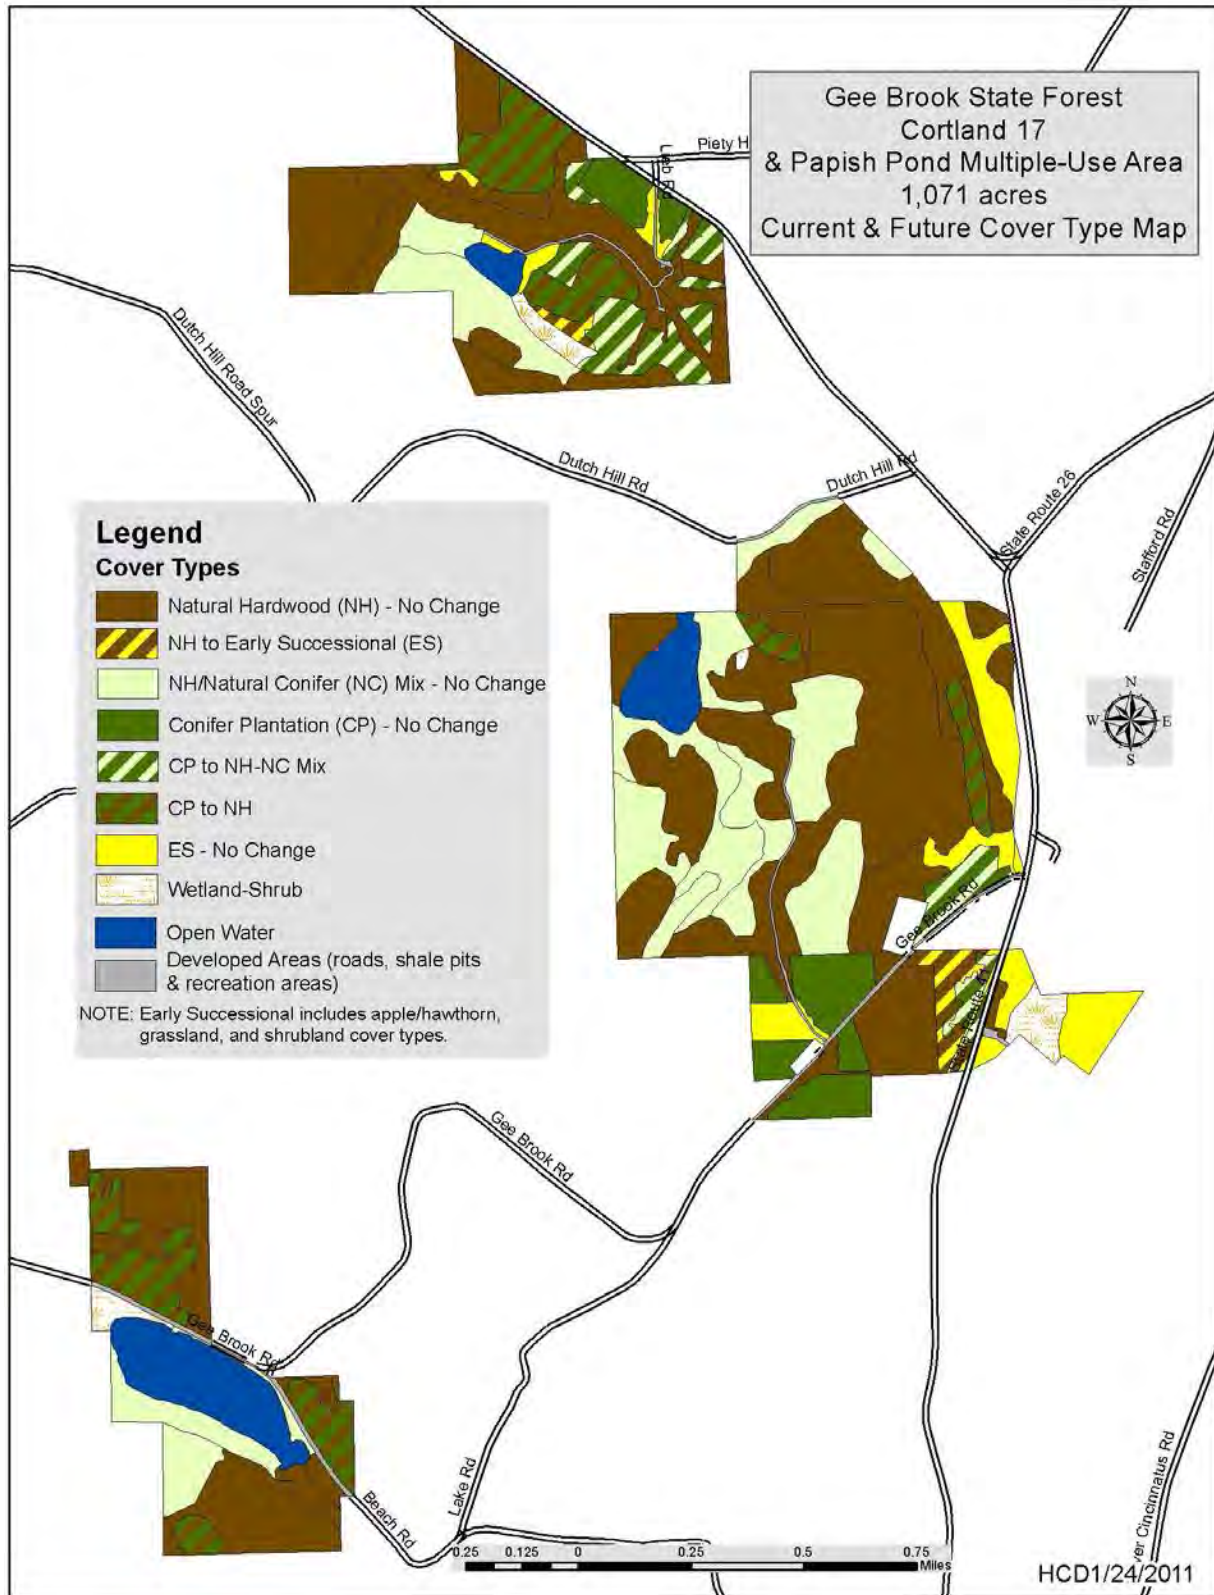 Gee Brook State Forest
Cortland 17
& Papish Pond Multiple-Use Area
1,071 acres
Current & Future Cover Type Map
Piety H
Lieb Rd
Dutch Hill Road Spur
Dutch Hill Rd
Dutch Hill Rd
State Route 26
Stafford Rd
Legend
Cover Types
Natural Hardwood (NH) - No Change
NH to Early Successional (ES)
NH/Natural Conifer (NC) Mix - No Change
Conifer Plantation (CP) - No Change
CP to NH-NC Mix
CP to NH
ES - No Change
Wetland-Shrub
Open Water
Developed Areas (roads, shale pits
& recreation areas)
NOTE: Early Successional includes apple/hawthorn,
grassland, and shrubland cover types.
N
W E
S
Gee Brook Rd
State Route 41
Gee Brook Rd
Gee Brook Rd
Beach Rd
Lake Rd
ver Cincinnatus Rd
0.25 0.125 0 0.25 0.5 0.75
Miles
HCD1/24/2011